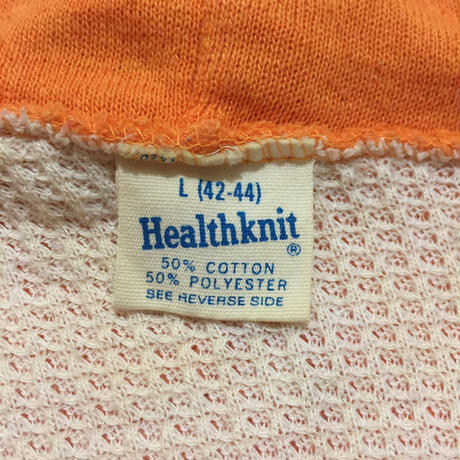 L (42-44)
Healthknit ®
50% COTTON
50% POLYESTER
SEE REVERSE SIDE